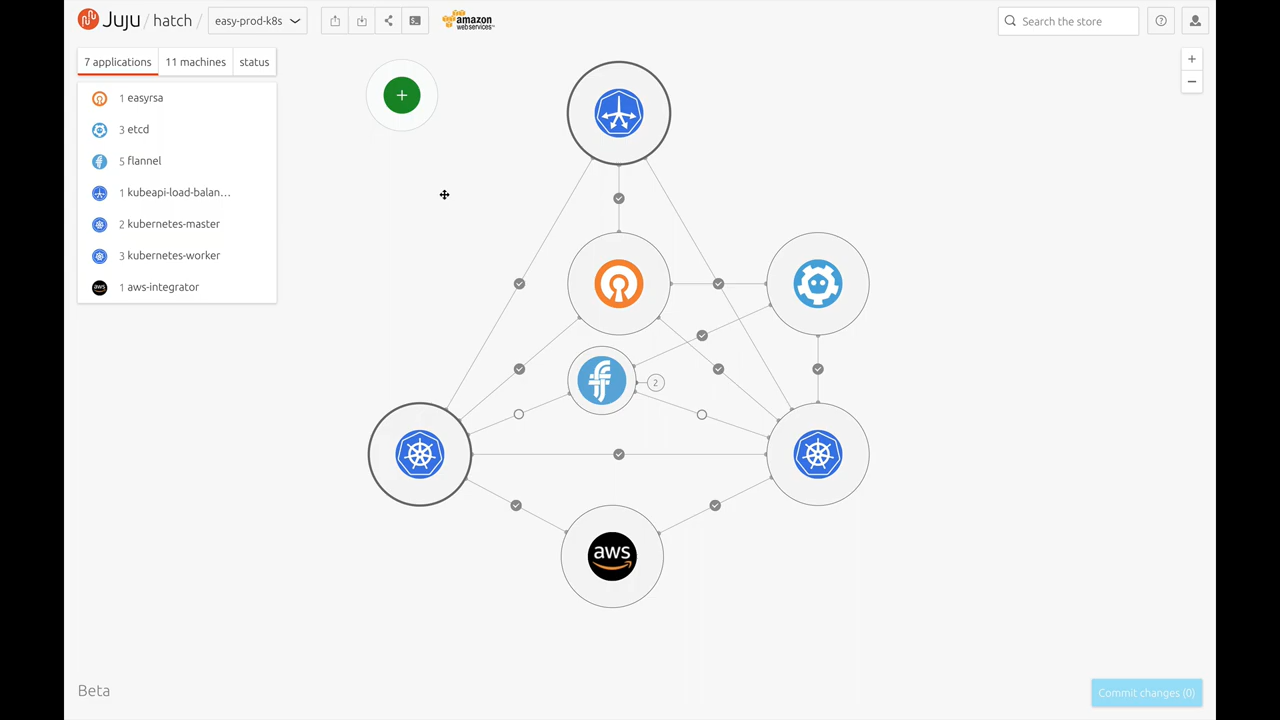 Juju / hatch / easy-prod-k8s
amazon
web services™
Search the store
7 applications
11 machines
status
1 easyrsa
3 etcd
5 flannel
1 kubeapi-load-balan...
2 kubernetes-master
3 kubernetes-worker
aws
1 aws-integrator
2
aws
Beta
Commit changes (0)